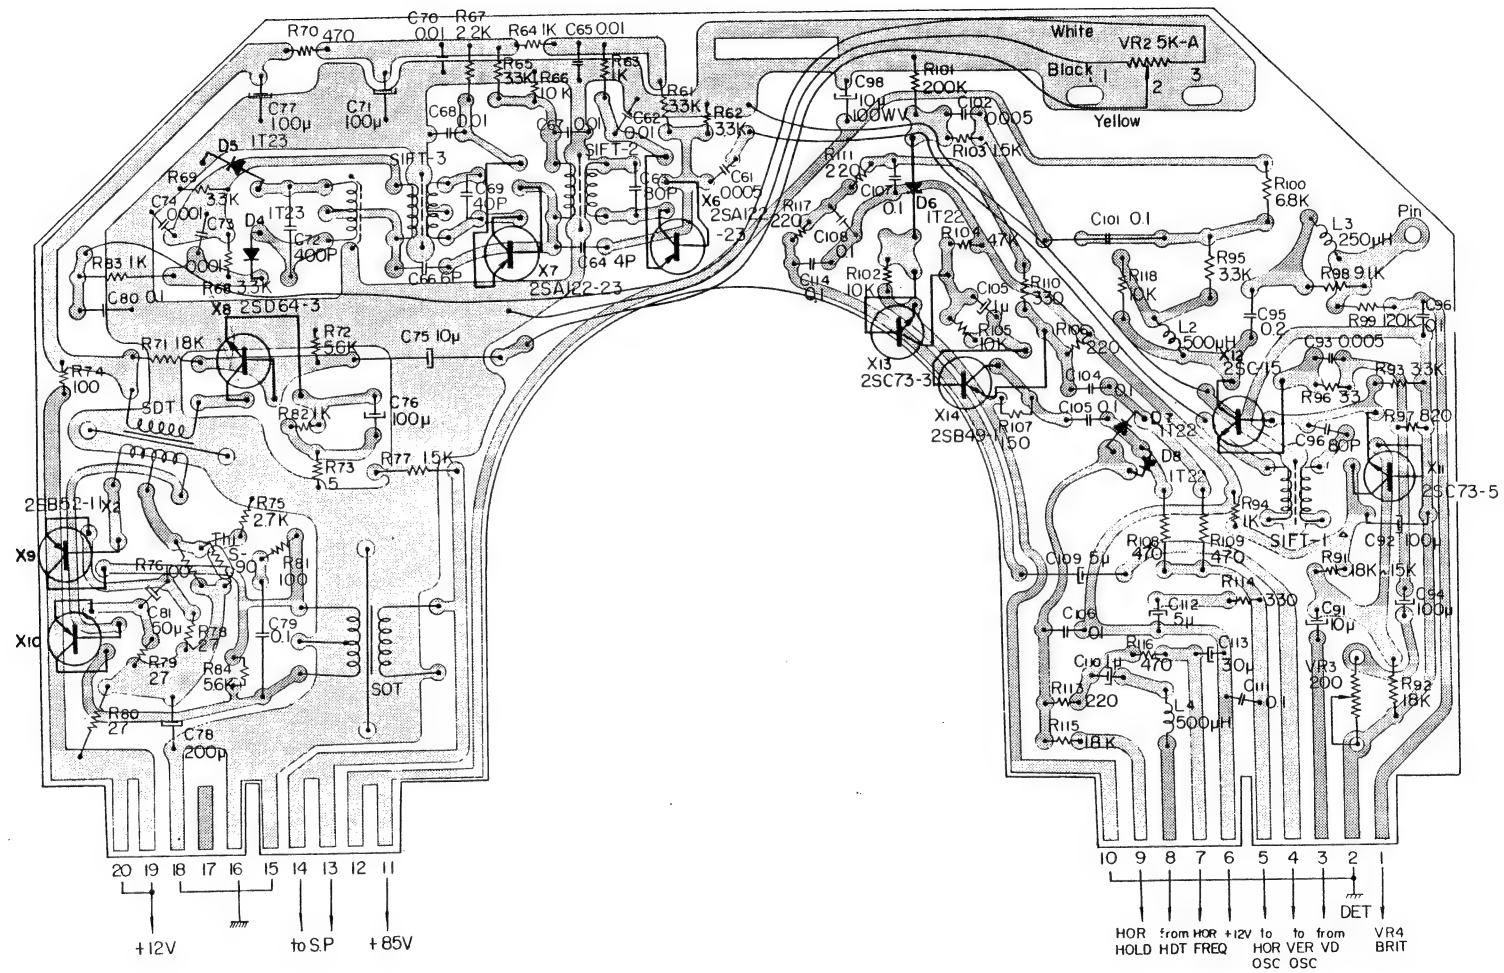 R70 470
C70 0.01
R67 2.2K
R64 1K
C65 0.01
R63 1K
R65 33K
R66 10K
C77 100µ
C71 100µ
C68 0.01
C67 0.01
C62 0.01
R61 33K
R62 3.3K
C98 10µ 100WV
R101 200K
C102 0.005
R103 1.5K
White
VR2 5K-A
Black 1 2 3
Yellow
D5 1T23
SIFT-3
SIFT-2
R69 3.3K
C74 0.001
C73 0.001
D4 1T23
C72 400P
C69 40P
C63 80P
C61 0.005
X6 2SA122-23
R111 220
C107 0.1
D6 1T22
R117 220
C108 0.1
R104 47K
R100 6.8K
C101 0.1
L3 250µH
Pin
R83 1K
C80 0.1
R68 3.3K
X8 2SD64-3
C66 6P
X7 2SA122-23
C64 4P
C114 0.1
R102 10K
C105 1µ
R105 10K
R110 330
R106 220
R118 10K
R95 3.3K
L2 500µH
C95 0.2
R98 9.1K
R99 120K
C96 0.1
R71 18K
R72 56K
C75 10µ
R74 100
SDT
R82 1K
C76 100µ
R73 5
R77 1.5K
X13 2SC73-3
X14 2SB49-1
R107 150
C104 0.1
C105 0.1
D7 1T22
D8 1T22
X12 2SC15
C93 0.005
R93 3.3K
R96 33
R97 820
C96 80P
X11 2SC73-5
2SB52-11 X2
R75 2.7K
X9
Th1 S-90
R76 100
R81 100
R94 1K
SIFT-1
C92 100µ
R108 470
R109 470
C109 5µ
R91 18K~15K
X10
C81 50µ
R78 27
C79 0.1
R79 27
R84 56K
SOT
R80 27
C78 200µ
R114 330
C112 5µ
C91 10µ
C94 100µ
C106 0.1
R116 470
C113 30µ
C110 1µ
C111 0.1
VR3 200
R92 18K
R113 220
L4 500µH
R115 18K
20 19 18 17 16 15 14 13 12 11
10 9 8 7 6 5 4 3 2 1
+12V
to S.P
+85V
HOR HOLD
from HDT
HOR FREQ
+12V
to HOR OSC
to VER OSC
from VD
DET
VR4 BRIT